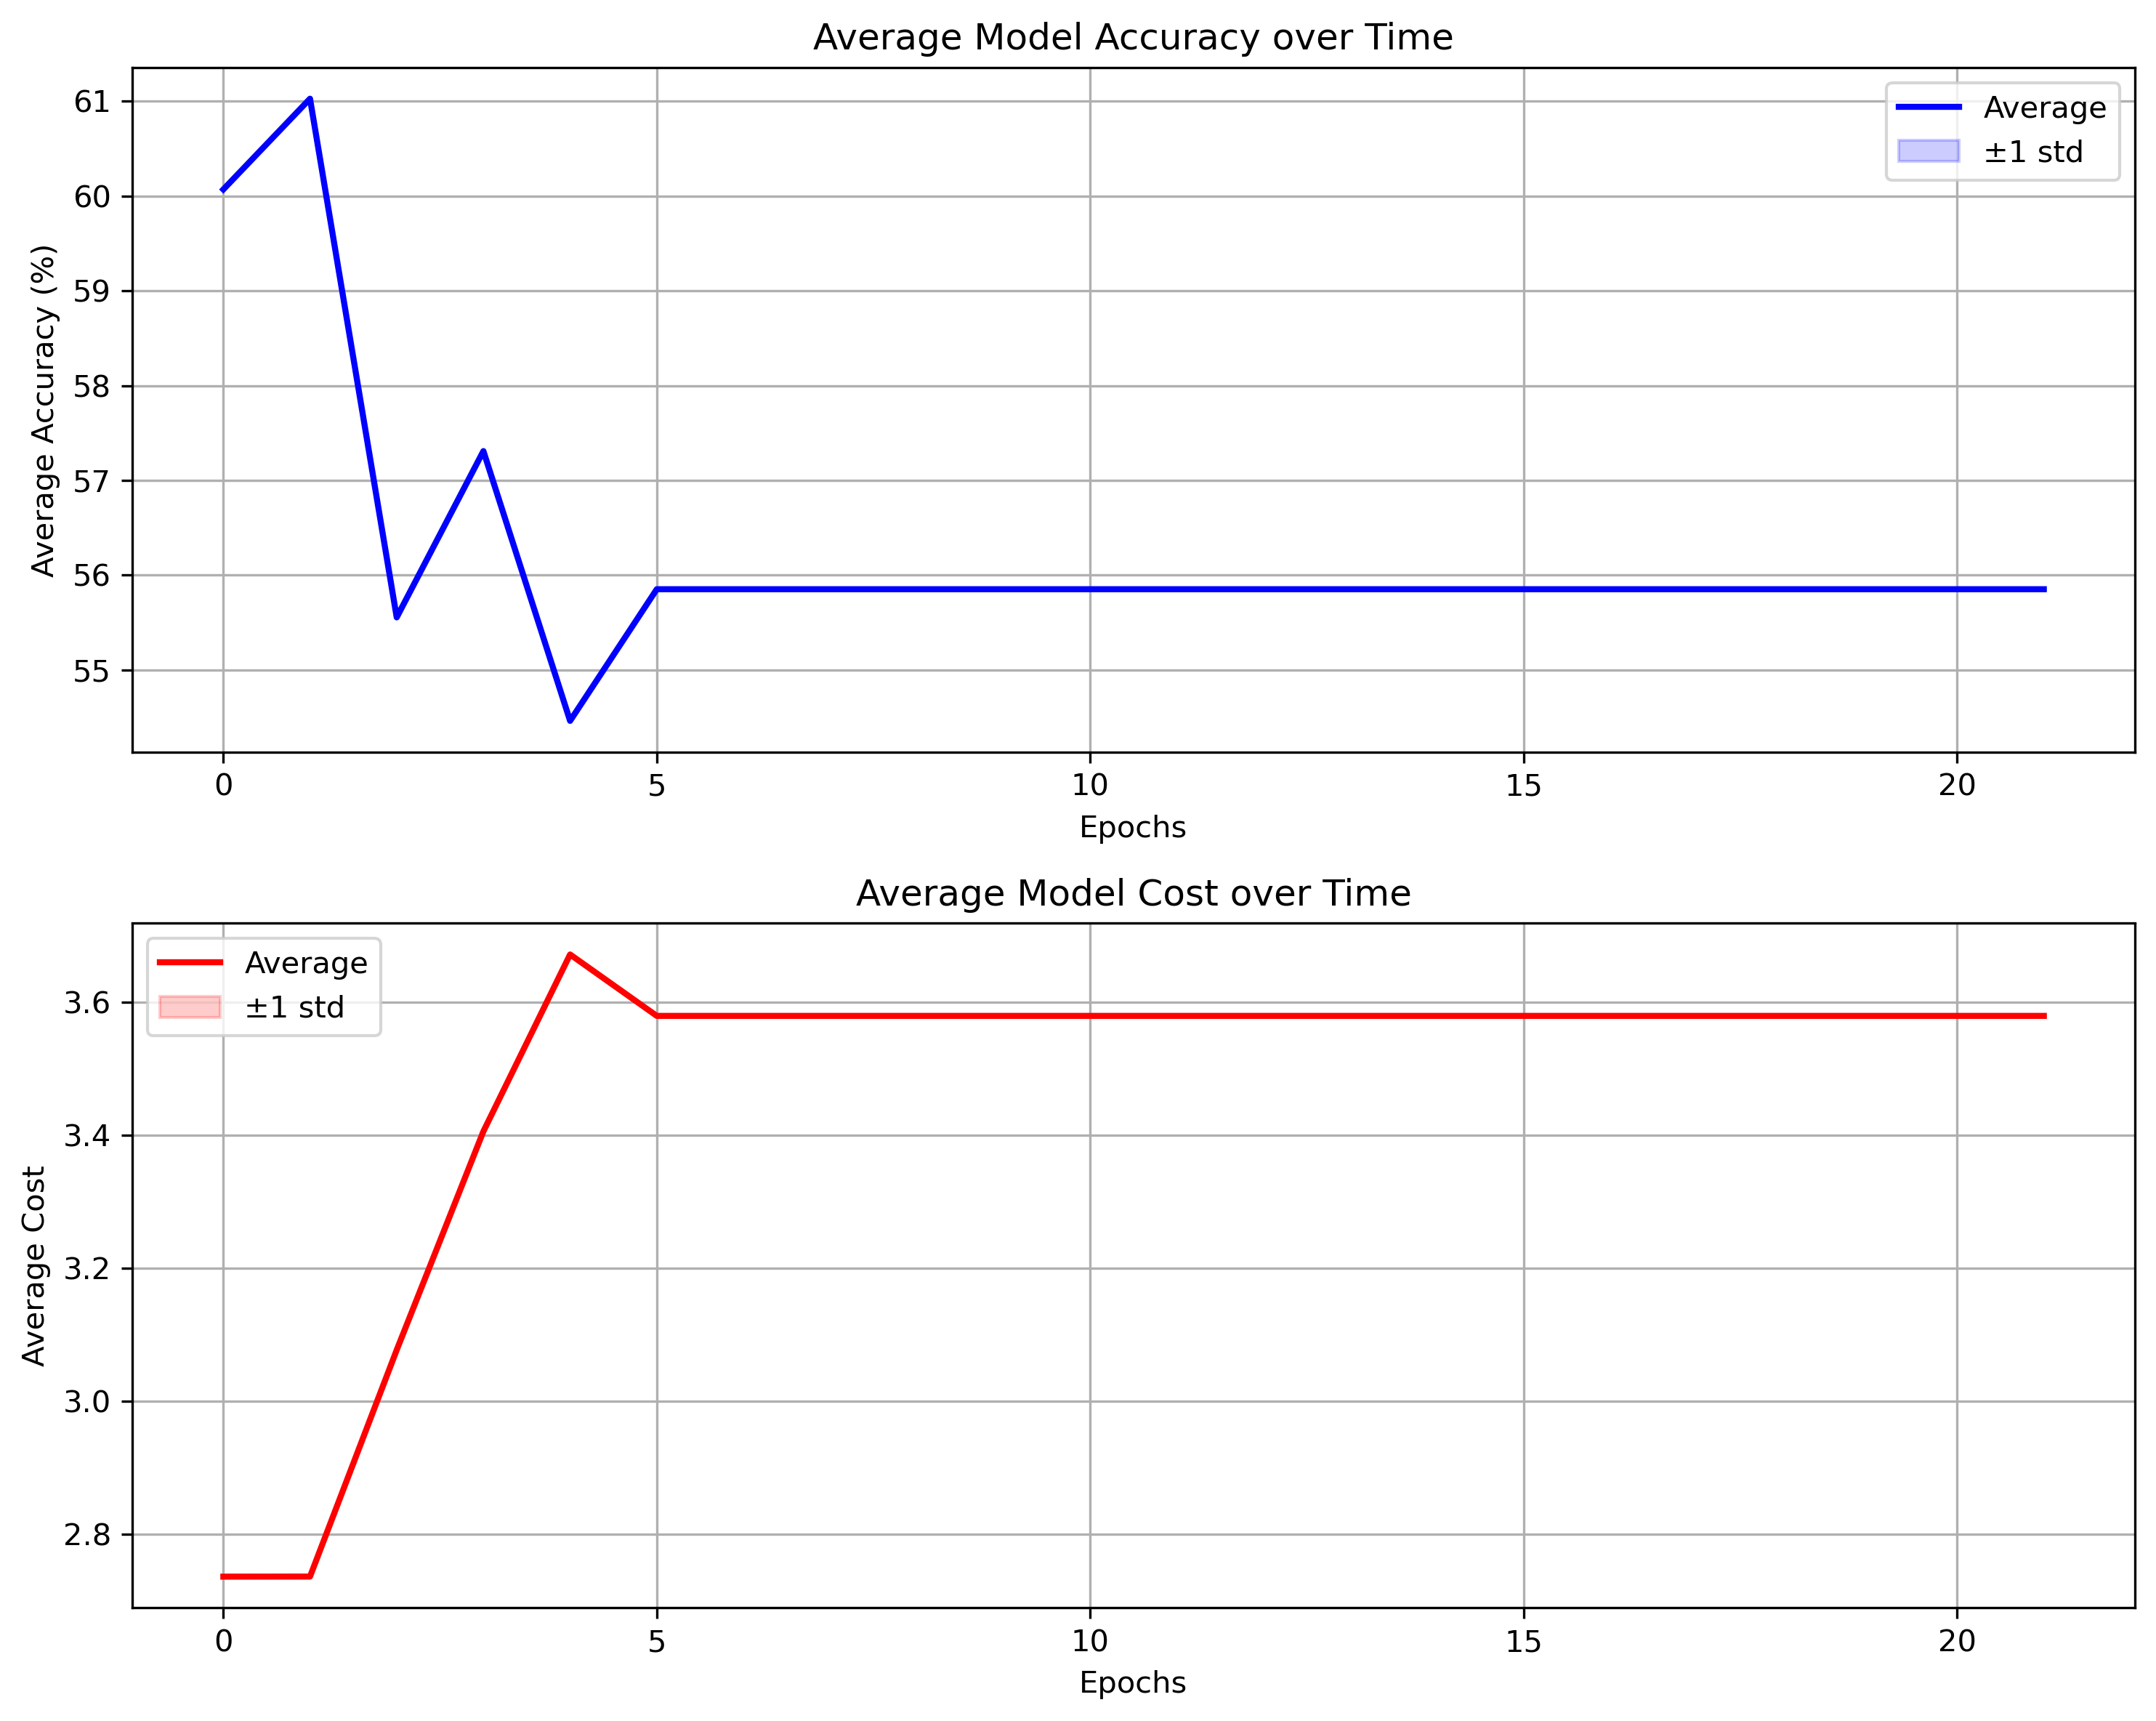 Average Model Accuracy over Time
Average Accuracy (%)
61
60
59
58
57
56
55
Average
±1 std
0 5 10 15 20
Epochs
Average Model Cost over Time
Average Cost
3.6
3.4
3.2
3.0
2.8
Average
±1 std
0 5 10 15 20
Epochs